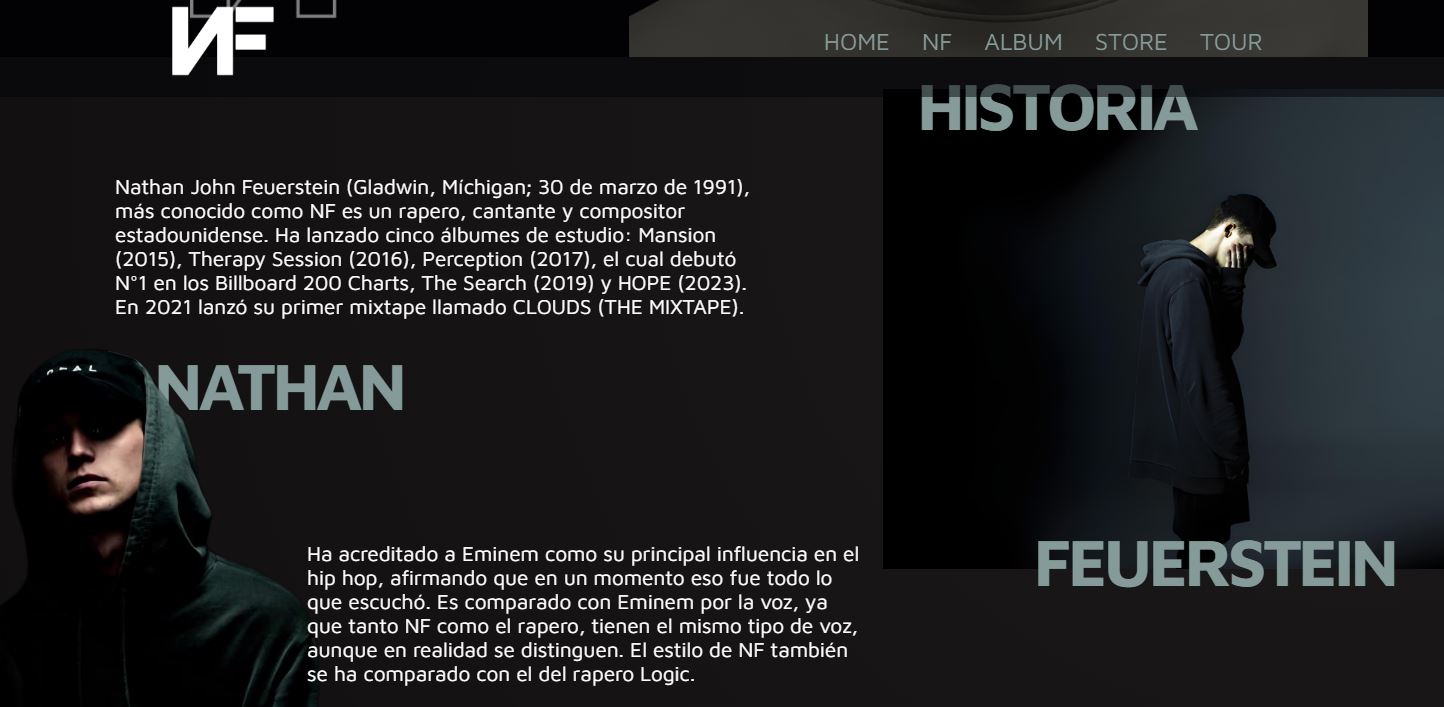 NF
HOME NF ALBUM STORE TOUR
HISTORIA
Nathan John Feuerstein (Gladwin, Míchigan; 30 de marzo de 1991),
más conocido como NF es un rapero, cantante y compositor
estadounidense. Ha lanzado cinco álbumes de estudio: Mansion
(2015), Therapy Session (2016), Perception (2017), el cual debutó
N°1 en los Billboard 200 Charts, The Search (2019) y HOPE (2023).
En 2021 lanzó su primer mixtape llamado CLOUDS (THE MIXTAPE).
REAL
NATHAN
FEUERSTEIN
Ha acreditado a Eminem como su principal influencia en el
hip hop, afirmando que en un momento eso fue todo lo
que escuchó. Es comparado con Eminem por la voz, ya
que tanto NF como el rapero, tienen el mismo tipo de voz,
aunque en realidad se distinguen. El estilo de NF también
se ha comparado con el del rapero Logic.